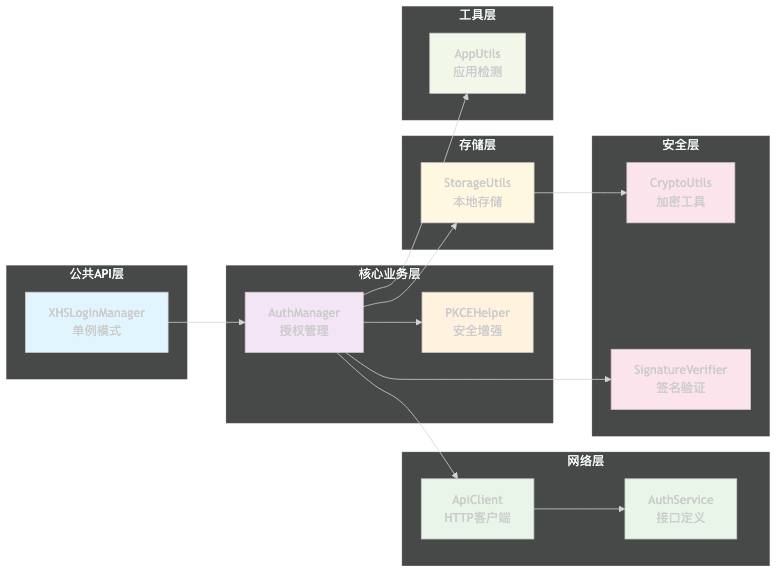 工具层
AppUtils
应用检测
存储层
StorageUtils
本地存储
安全层
CryptoUtils
加密工具
公共API层
XHSLoginManager
单例模式
核心业务层
AuthManager
授权管理
PKCEHelper
安全增强
SignatureVerifier
签名验证
网络层
ApiClient
HTTP客户端
AuthService
接口定义